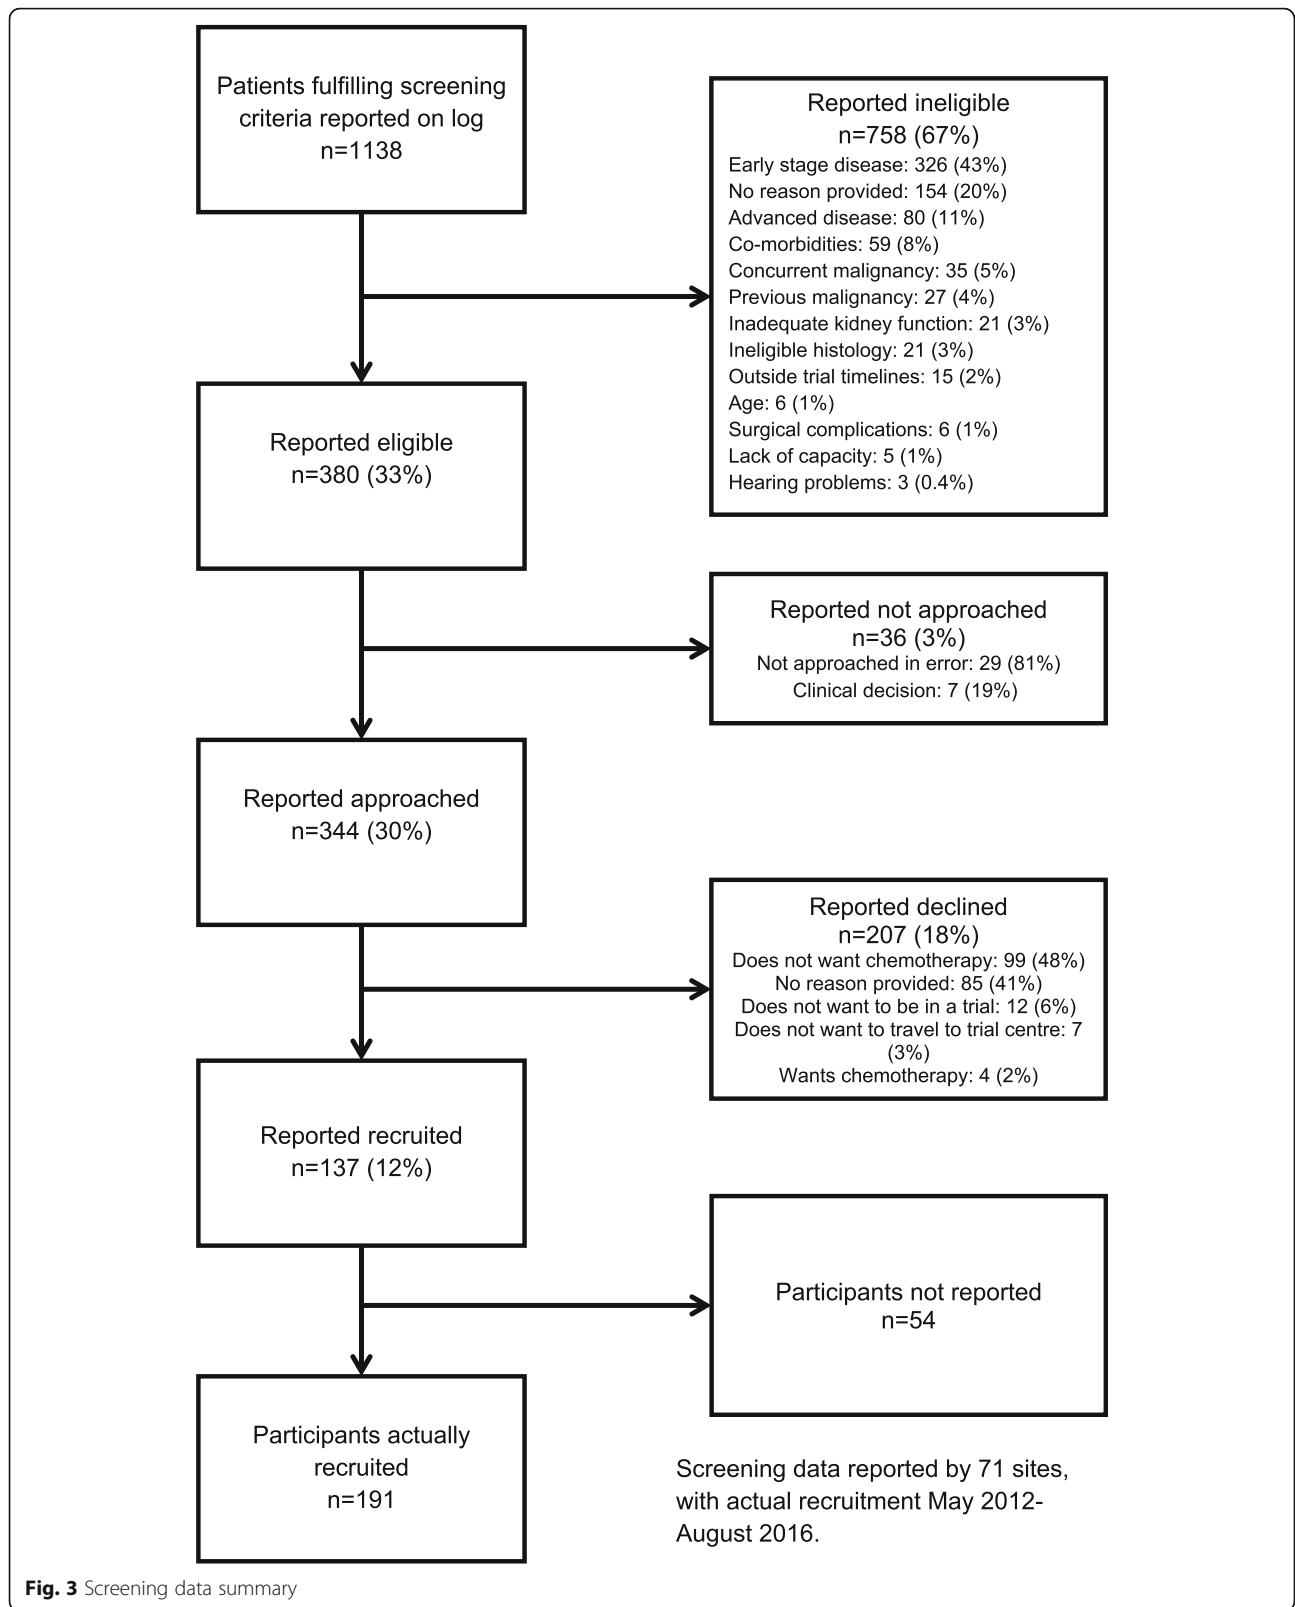 Patients fulfilling screening
criteria reported on log
n=1138
Reported ineligible
n=758 (67%)
Early stage disease: 326 (43%)
No reason provided: 154 (20%)
Advanced disease: 80 (11%)
Co-morbidities: 59 (8%)
Concurrent malignancy: 35 (5%)
Previous malignancy: 27 (4%)
Inadequate kidney function: 21 (3%)
Ineligible histology: 21 (3%)
Outside trial timelines: 15 (2%)
Age: 6 (1%)
Surgical complications: 6 (1%)
Lack of capacity: 5 (1%)
Hearing problems: 3 (0.4%)
Reported eligible
n=380 (33%)
Reported not approached
n=36 (3%)
Not approached in error: 29 (81%)
Clinical decision: 7 (19%)
Reported approached
n=344 (30%)
Reported declined
n=207 (18%)
Does not want chemotherapy: 99 (48%)
No reason provided: 85 (41%)
Does not want to be in a trial: 12 (6%)
Does not want to travel to trial centre: 7
(3%)
Wants chemotherapy: 4 (2%)
Reported recruited
n=137 (12%)
Participants not reported
n=54
Participants actually
recruited
n=191
Screening data reported by 71 sites,
with actual recruitment May 2012-
August 2016.
Fig. 3 Screening data summary